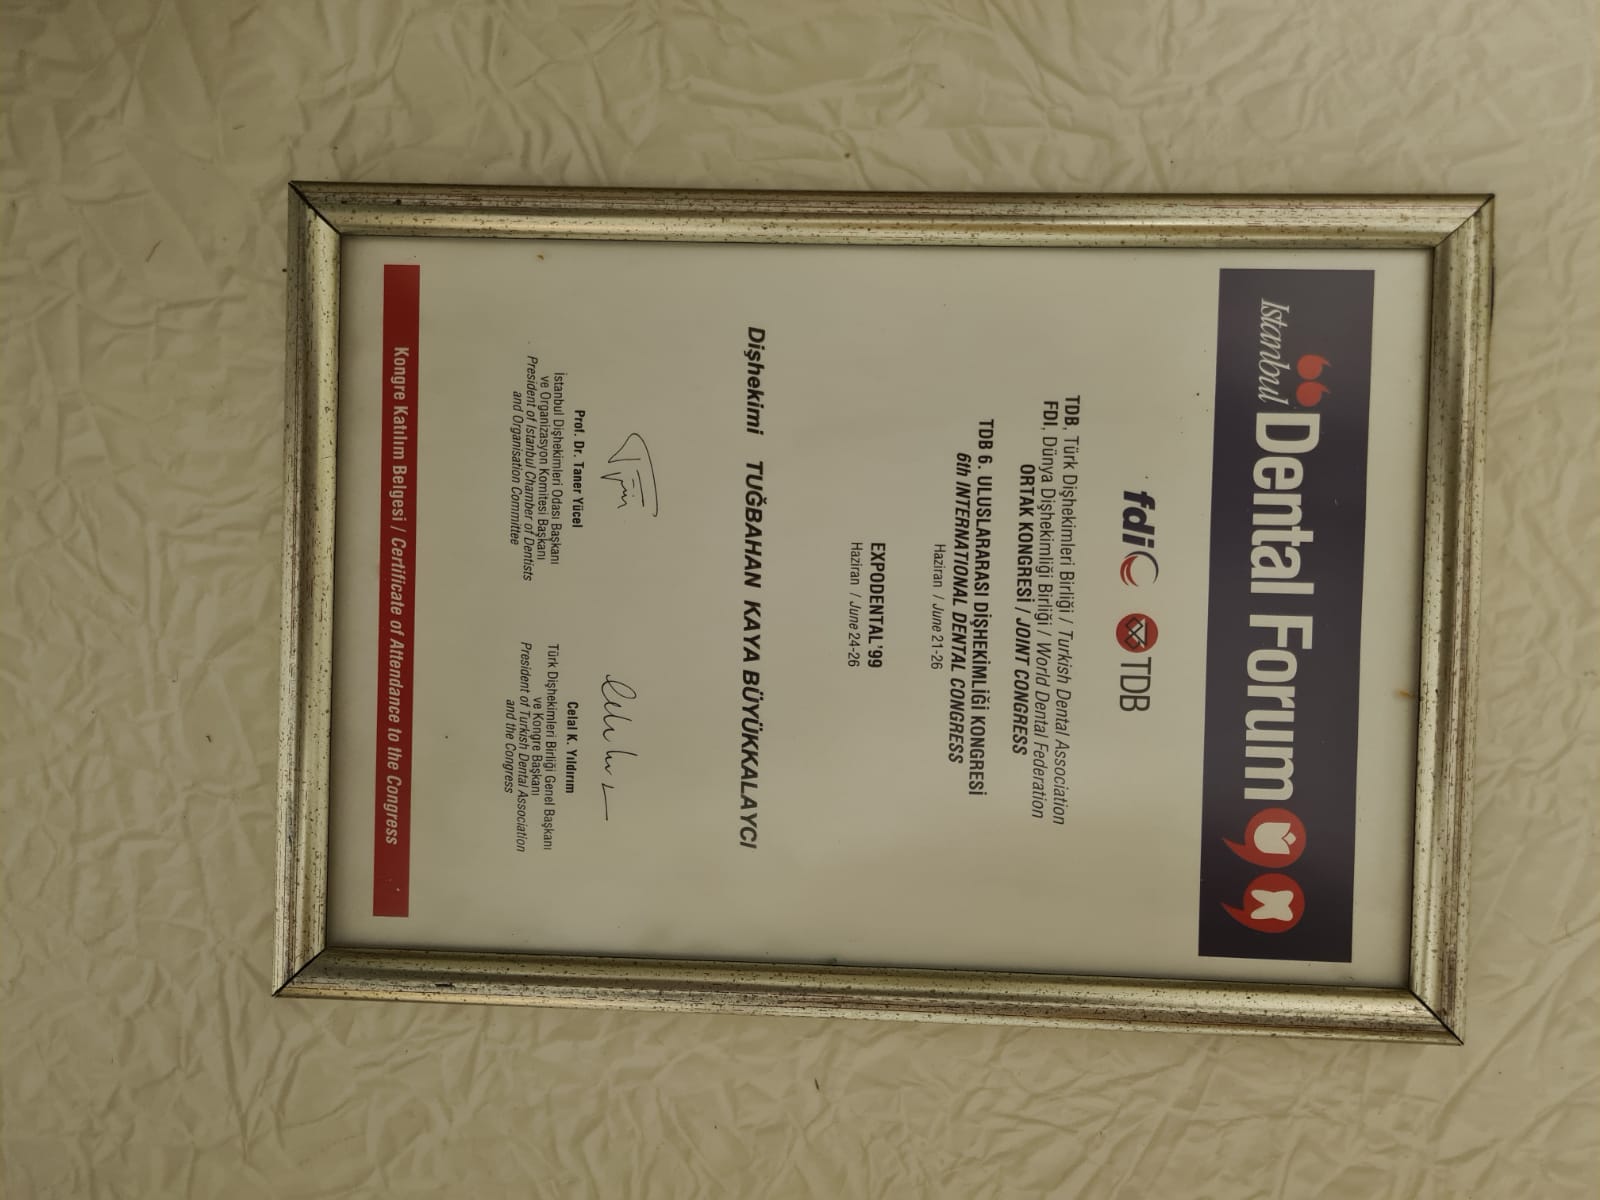 Istanbul Dental Forum
fdi TDB
TDB, Türk Dişhekimleri Birliği / Turkish Dental Association
FDI, Dünya Dişhekimliği Birliği / World Dental Federation
ORTAK KONGRESİ / JOINT CONGRESS
TDB 6. ULUSLARARASI DİŞHEKİMLİĞİ KONGRESİ
6th INTERNATIONAL DENTAL CONGRESS
Haziran / June 21-26
EXPODENTAL'99
Haziran / June 24-26
Dişhekimi TUĞBAHAN KAYA BÜYÜKKALAYCI
Prof. Dr. Taner Yücel
İstanbul Dişhekimleri Odası Başkanı
ve Organizasyon Komitesi Başkanı
President of Istanbul Chamber of Dentists
and Organisation Committee
Celal K. Yıldırım
Türk Dişhekimleri Birliği Genel Başkanı
ve Kongre Başkanı
President of Turkish Dental Association
and the Congress
Kongre Katılım Belgesi / Certificate of Attendance to the Congress